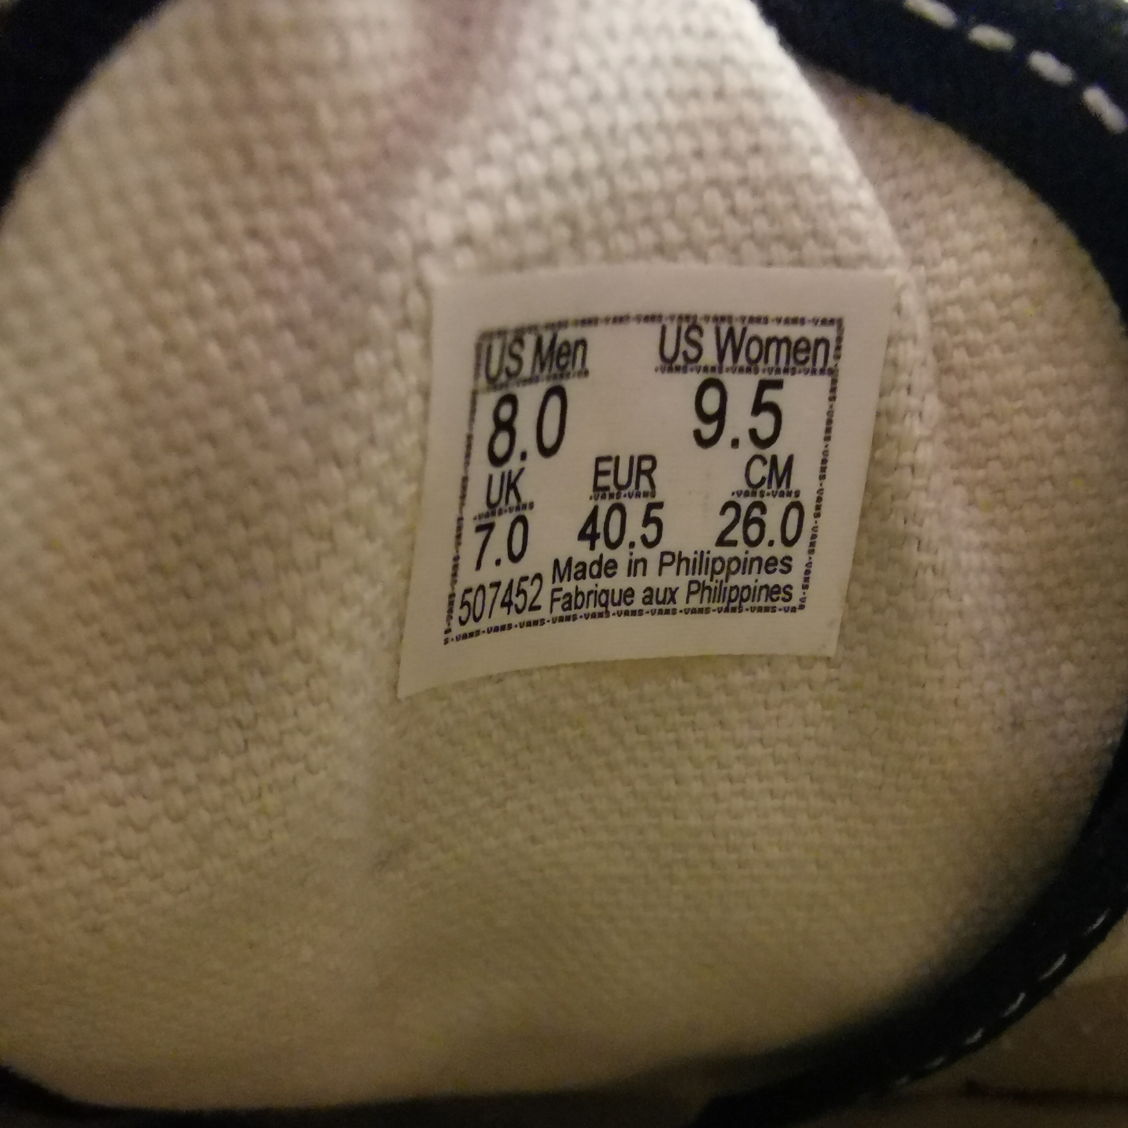 US Men US Women
8.0 9.5
UK EUR CM
7.0 40.5 26.0
Made in Philippines
507452 Fabrique aux Philippines